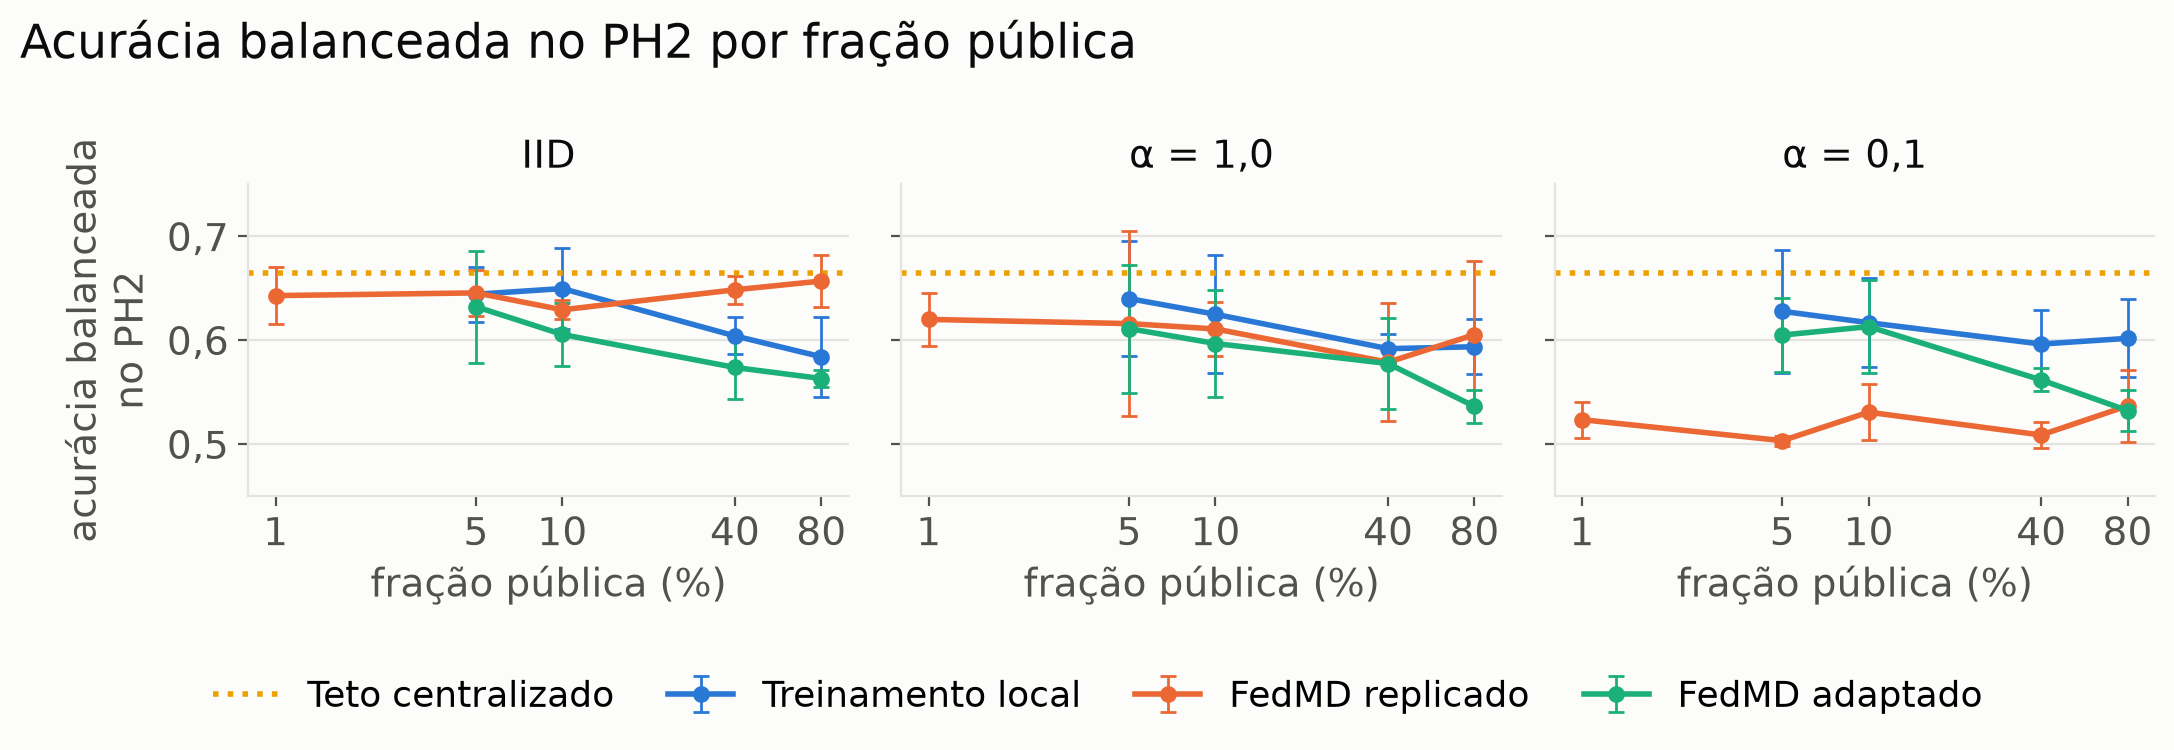 Acurácia balanceada no PH2 por fração pública
IID
α = 1,0
α = 0,1
acurácia balanceada
no PH2
0,7
0,6
0,5
1 5 10 40 80
1 5 10 40 80
1 5 10 40 80
fração pública (%)
fração pública (%)
fração pública (%)
Teto centralizado
Treinamento local
FedMD replicado
FedMD adaptado